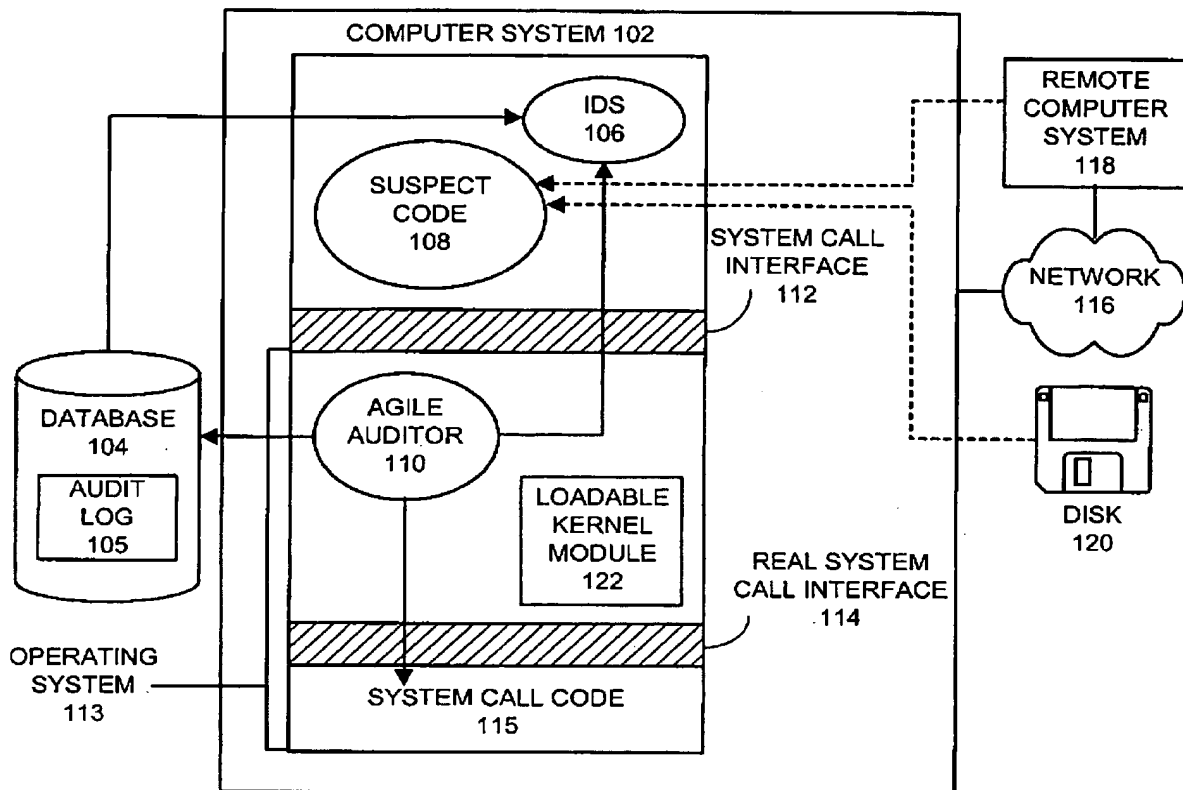 COMPUTER SYSTEM 102
IDS
106
SUSPECT
CODE
108
REMOTE
COMPUTER
SYSTEM
118
SYSTEM CALL
INTERFACE
112
NETWORK
116
DATABASE
104
AUDIT
LOG
105
AGILE
AUDITOR
110
LOADABLE
KERNEL
MODULE
122
DISK
120
REAL SYSTEM
CALL INTERFACE
114
OPERATING
SYSTEM
113
SYSTEM CALL CODE
115